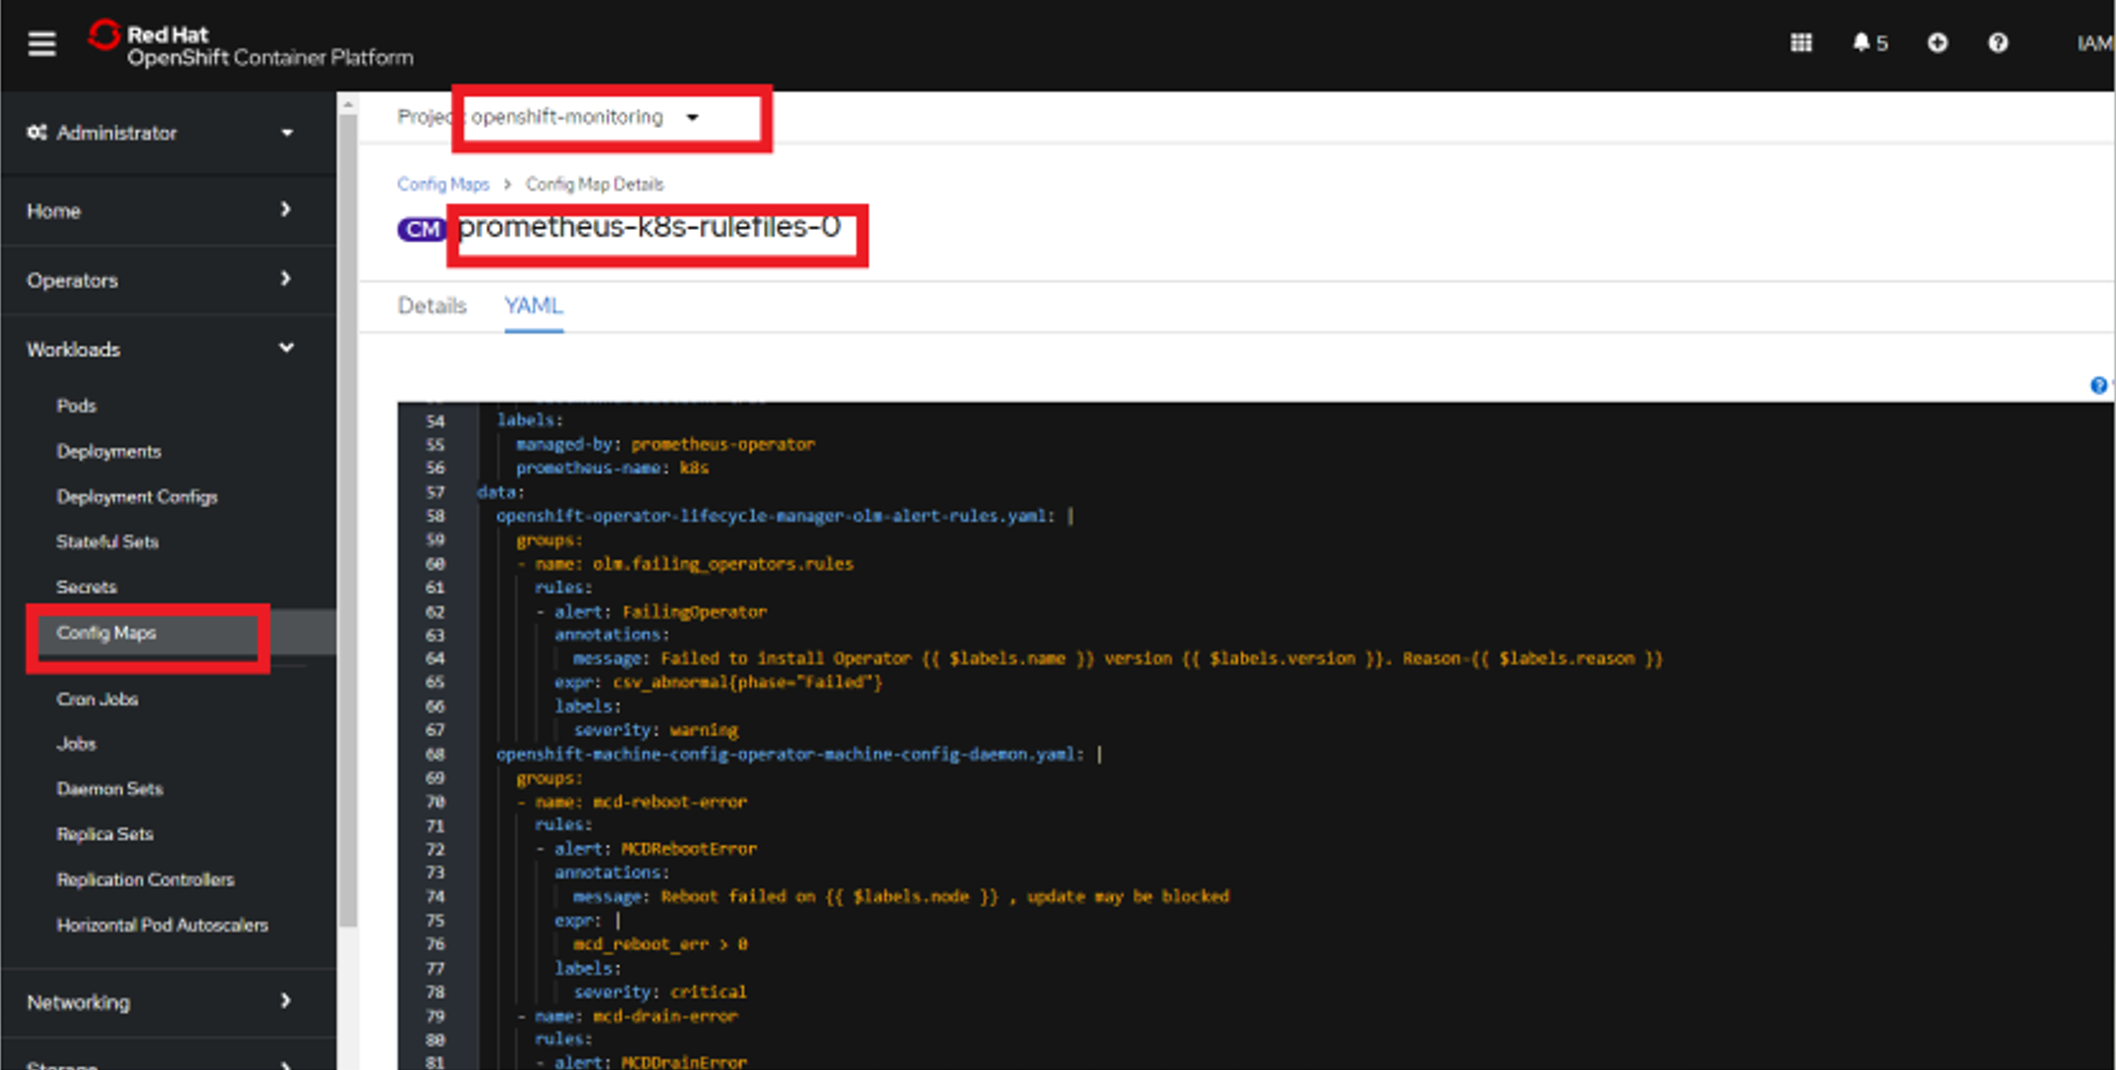 Red Hat
OpenShift Container Platform
5
IAM
Administrator
Home
Operators
Workloads
Pods
Deployments
Deployment Configs
Stateful Sets
Secrets
Config Maps
Cron Jobs
Jobs
Daemon Sets
Replica Sets
Replication Controllers
Horizontal Pod Autoscalers
Networking
Storage
Project: openshift-monitoring
Config Maps > Config Map Details
CM prometheus-k8s-rulefiles-0
Details YAML
54 labels:
55 managed-by: prometheus-operator
56 prometheus-name: k8s
57 data:
58 openshift-operator-lifecycle-manager-olm-alert-rules.yaml: |
59 groups:
60 - name: olm.failing_operators.rules
61 rules:
62 - alert: FailingOperator
63 annotations:
64 message: Failed to install Operator {{ $labels.name }} version {{ $labels.version }}. Reason-{{ $labels.reason }}
65 expr: csv_abnormal{phase="Failed"}
66 labels:
67 severity: warning
68 openshift-machine-config-operator-machine-config-daemon.yaml: |
69 groups:
70 - name: mcd-reboot-error
71 rules:
72 - alert: MCDRebootError
73 annotations:
74 message: Reboot failed on {{ $labels.node }} , update may be blocked
75 expr: |
76 mcd_reboot_err > 0
77 labels:
78 severity: critical
79 - name: mcd-drain-error
80 rules:
81 - alert: MCDDrainError